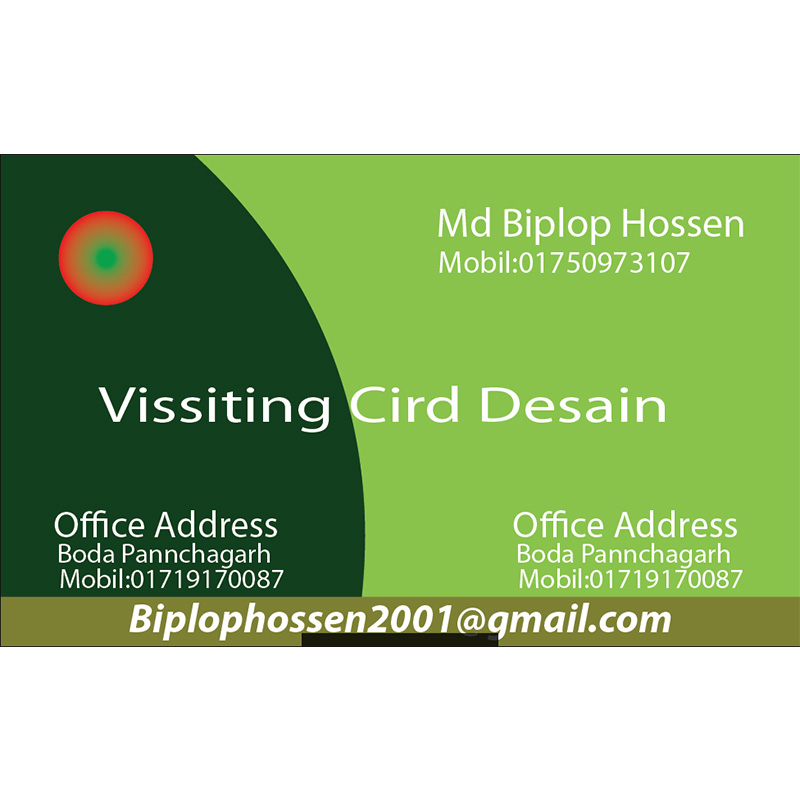 Md Biplop Hossen
Mobil:01750973107
Vissiting Cird Desain
Office Address
Boda Pannchagarh
Mobil:01719170087
Office Address
Boda Pannchagarh
Mobil:01719170087
Biplophossen2001@gmail.com